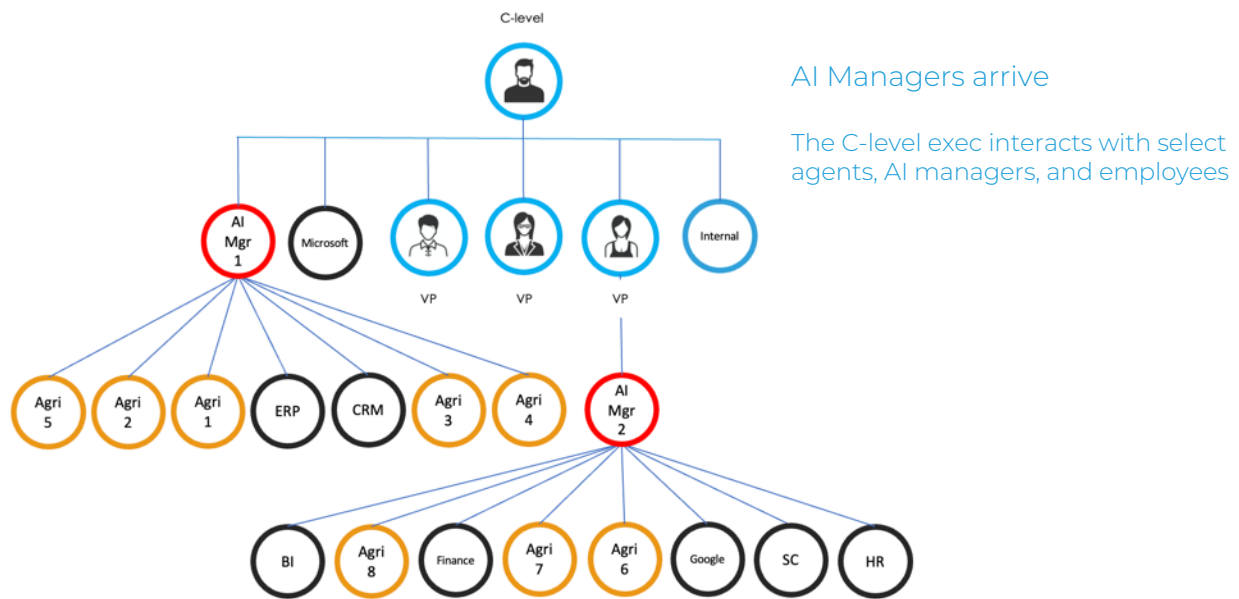 C-level
AI Managers arrive
The C-level exec interacts with select
agents, AI managers, and employees
AI
Mgr
1
Microsoft
Internal
VP
VP
VP
Agri
5
Agri
2
Agri
1
ERP
CRM
Agri
3
Agri
4
AI
Mgr
2
BI
Agri
8
Finance
Agri
7
Agri
6
Google
SC
HR